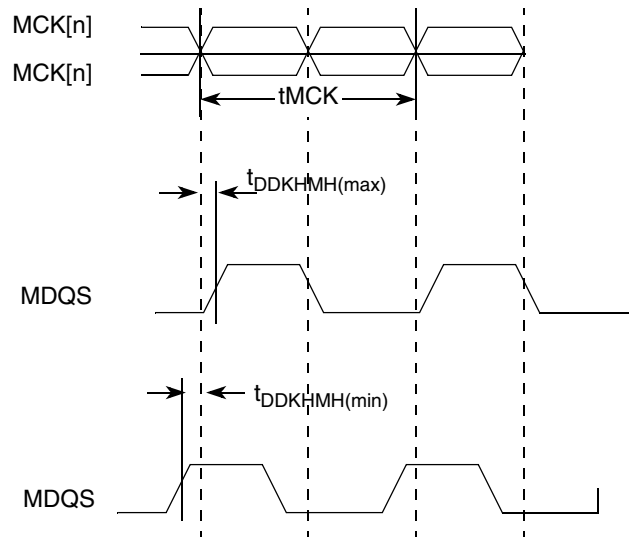 MCK[n]
MCK[n]
tMCK
tDDKHMH(max)
MDQS
tDDKHMH(min)
MDQS